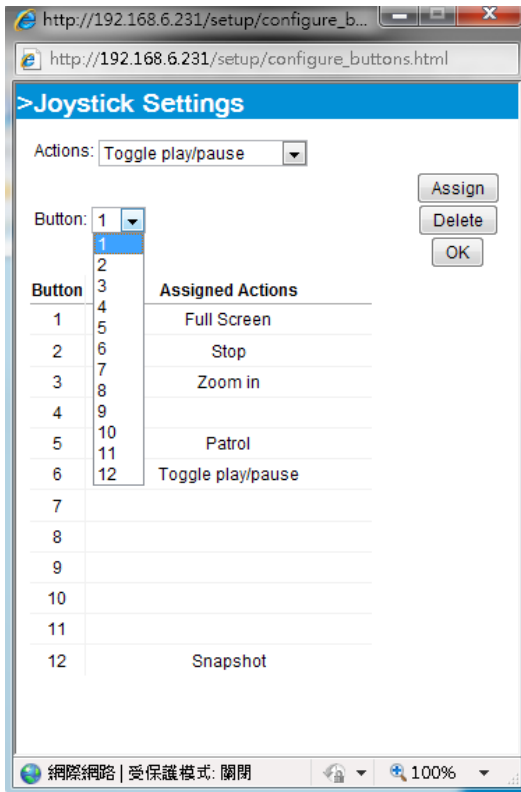 http://192.168.6.231/setup/configure_b...
http://192.168.6.231/setup/configure_buttons.html
>Joystick Settings
Actions: Toggle play/pause
Assign
Button: 1
Delete
OK
1
2
3
4
5
6
7
8
9
10
11
12
Button Assigned Actions
1 Full Screen
2 Stop
3 Zoom in
4
5 Patrol
6 Toggle play/pause
7
8
9
10
11
12 Snapshot
網際網路 | 受保護模式: 關閉 100%